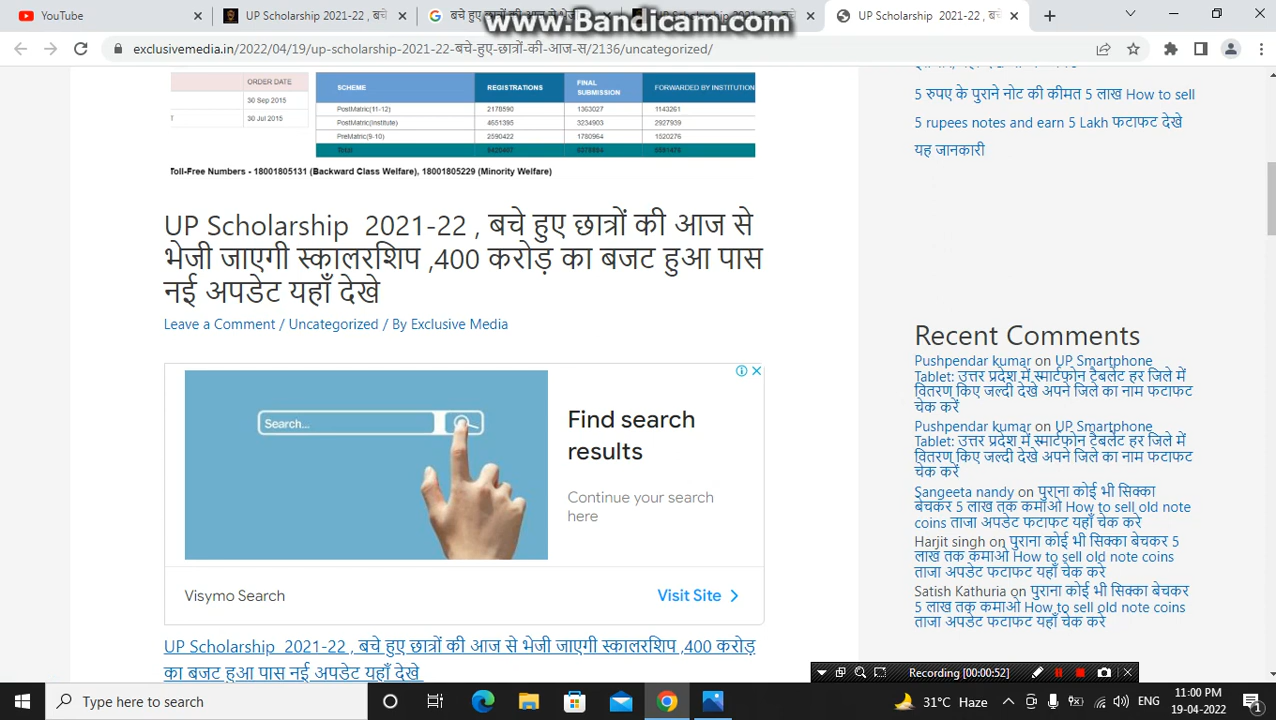 YouTube
UP Scholarship 2021-22 , बचे
www.Bandicam.com
UP Scholarship 2021-22 , बचे
exclusivemedia.in/2022/04/19/up-scholarship-2021-22-बचे-हुए-छात्रों-की-आज-स/2136/uncategorized/
ORDER DATE
30 Sep 2015
30 Jul 2015
SCHEME REGISTRATIONS FINAL SUBMISSION FORWARDED BY INSTITUTION
PostMatric(11-12) 2178590 1363027 1143261
PostMatric(Institute) 4651395 3234903 2927939
PreMatric(9-10) 2590422 1780964 1520276
Total
Toll-Free Numbers - 18001805131 (Backward Class Welfare), 18001805229 (Minority Welfare)
UP Scholarship 2021-22 , बचे हुए छात्रों की आज से
भेजी जाएगी स्कालरशिप ,400 करोड़ का बजट हुआ पास
नई अपडेट यहाँ देखे
Leave a Comment / Uncategorized / By Exclusive Media
Search...
Find search
results
Continue your search
here
Visymo Search
Visit Site
UP Scholarship 2021-22 , बचे हुए छात्रों की आज से भेजी जाएगी स्कालरशिप ,400 करोड़
का बजट हुआ पास नई अपडेट यहाँ देखे
5 रुपए के पुराने नोट की कीमत 5 लाख How to sell
5 rupees notes and earn 5 Lakh फटाफट देखे
यह जानकारी
Recent Comments
Pushpendar kumar on UP Smartphone
Tablet: उत्तर प्रदेश में स्मार्टफोन टैबलेट हर जिले में
वितरण किए जल्दी देखे अपने जिले का नाम फटाफट
चेक करें
Pushpendar kumar on UP Smartphone
Tablet: उत्तर प्रदेश में स्मार्टफोन टैबलेट हर जिले में
वितरण किए जल्दी देखे अपने जिले का नाम फटाफट
चेक करें
Sangeeta nandy on पुराना कोई भी सिक्का
बेचकर 5 लाख तक कमाओ How to sell old note
coins ताजा अपडेट फटाफट यहाँ चेक करे
Harjit singh on पुराना कोई भी सिक्का बेचकर 5
लाख तक कमाओ How to sell old note coins
ताजा अपडेट फटाफट यहाँ चेक करे
Satish Kathuria on पुराना कोई भी सिक्का बेचकर
5 लाख तक कमाओ How to sell old note coins
ताजा अपडेट फटाफट यहाँ चेक करे
Recording [00:00:52]
Type here to search
31°C Haze
ENG
11:00 PM
19-04-2022
1